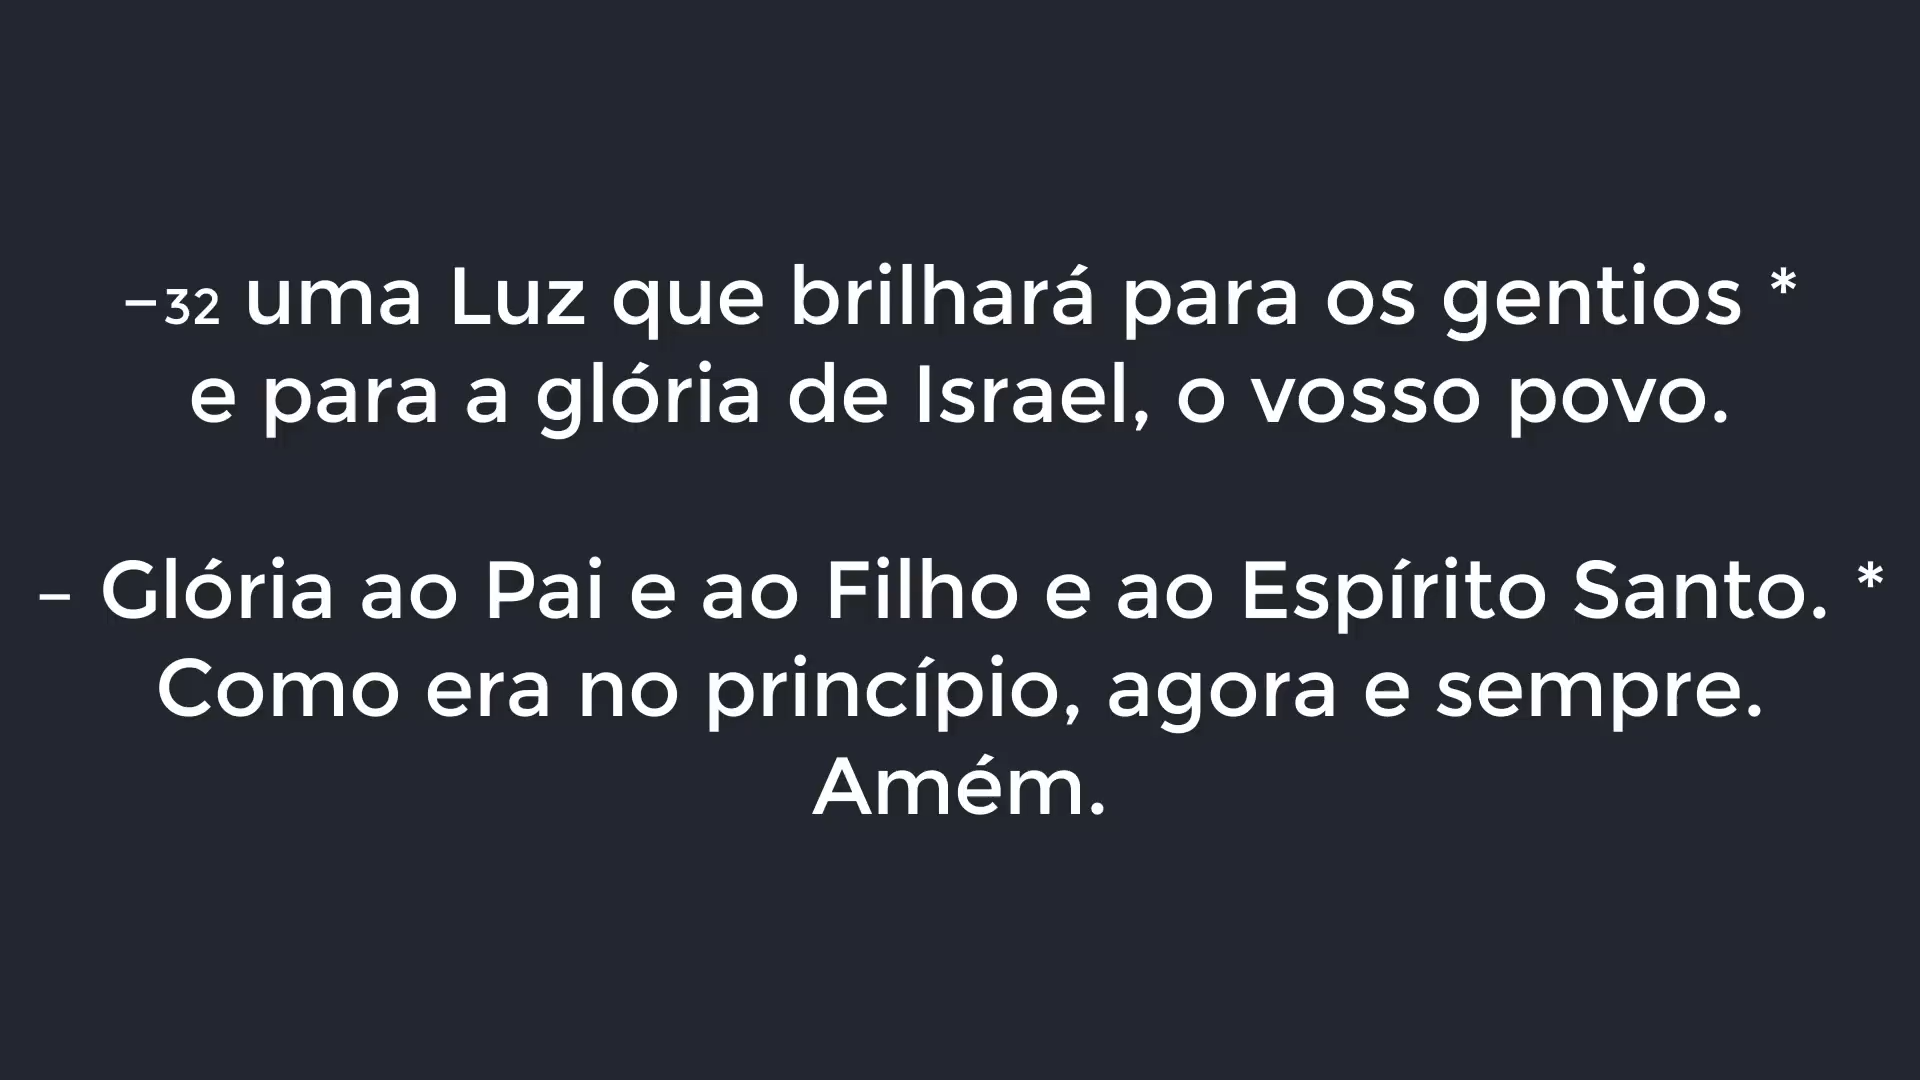 –32 uma Luz que brilhará para os gentios *
e para a glória de Israel, o vosso povo.
– Glória ao Pai e ao Filho e ao Espírito Santo. *
Como era no princípio, agora e sempre.
Amém.